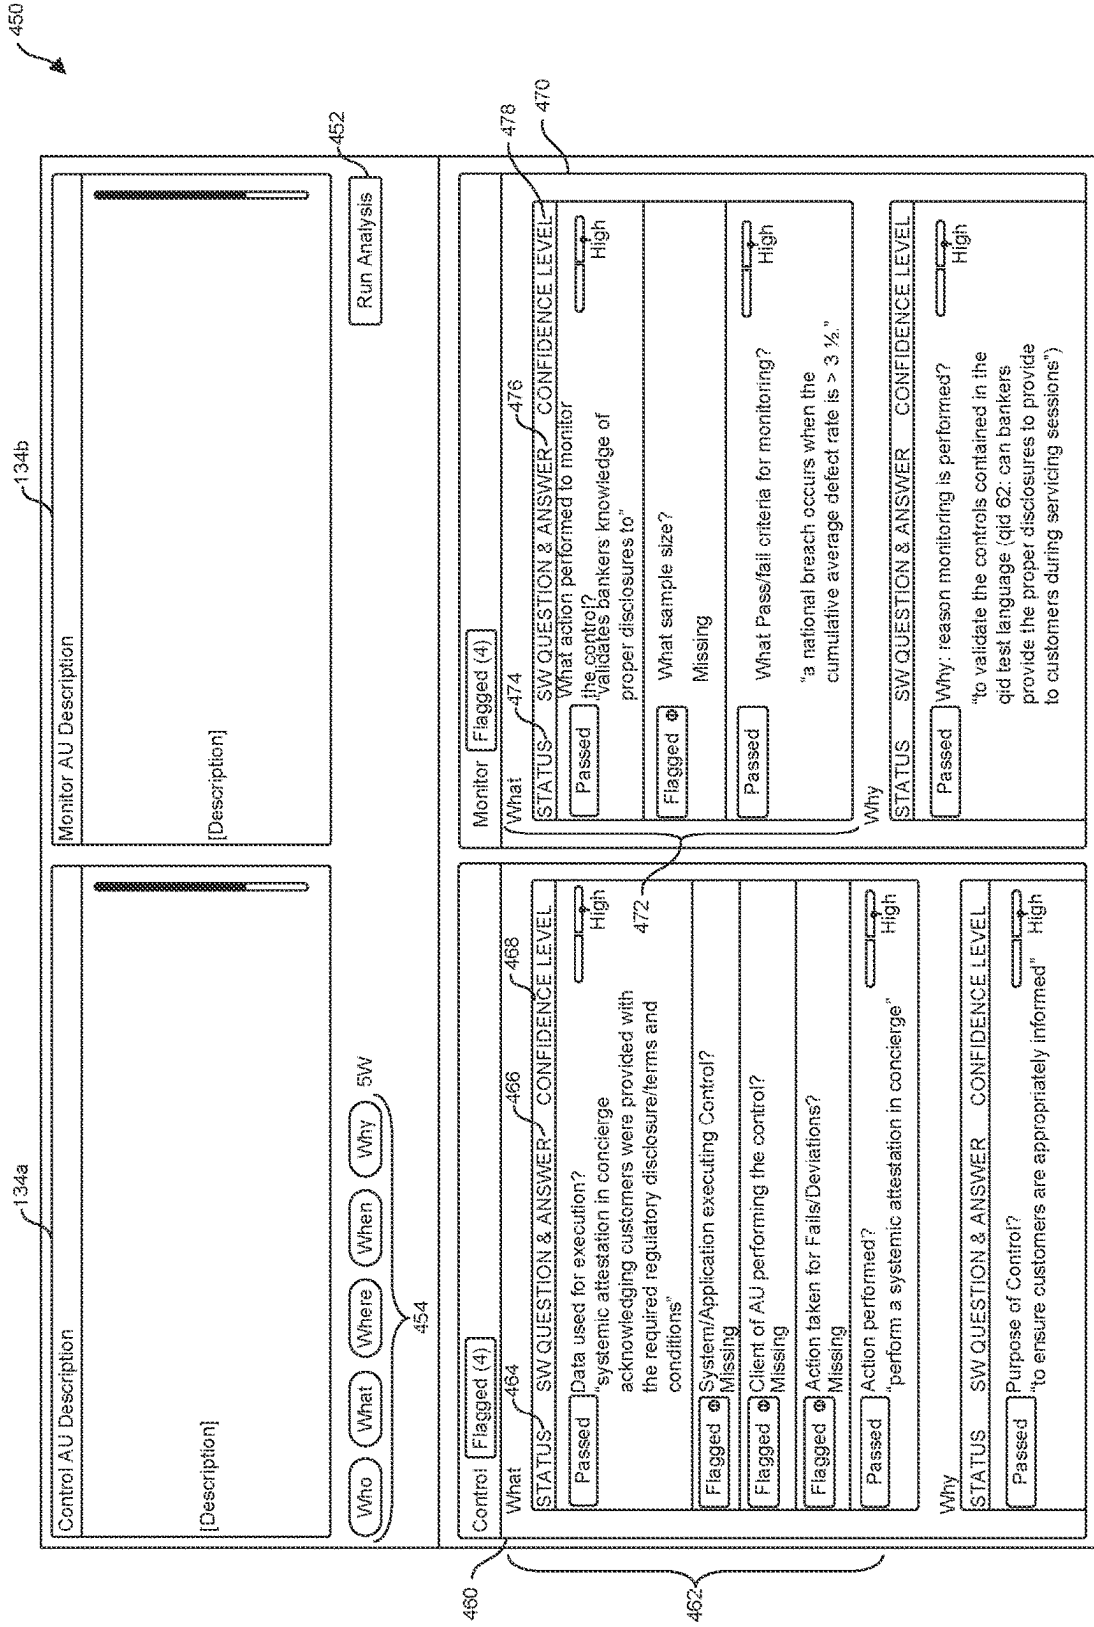 450
134a
134b
Control AU Description
[Description]
Monitor AU Description
[Description]
Who
What
Where
When
Why
5W
454
Run Analysis
452
460
Control
Flagged (4)
What
462
464
466
468
STATUS
SW QUESTION & ANSWER
CONFIDENCE LEVEL
Passed
Data used for execution?
"systemic attestation in concierge
acknowledging customers were provided with
the required regulatory disclosure/terms and
conditions"
High
Flagged
System/Application executing Control?
Missing
Flagged
Client of AU performing the control?
Missing
Flagged
Action taken for Fails/Deviations?
Missing
Passed
Action performed?
"perform a systemic attestation in concierge"
High
Why
STATUS
SW QUESTION & ANSWER
CONFIDENCE LEVEL
Passed
Purpose of Control?
"to ensure customers are appropriately informed"
High
470
Monitor
Flagged (4)
What
472
474
476
478
STATUS
SW QUESTION & ANSWER
CONFIDENCE LEVEL
Passed
What action performed to monitor
the control?
"validates bankers knowledge of
proper disclosures to"
High
Flagged
What sample size?
Missing
Passed
What Pass/fail criteria for monitoring?
"a national breach occurs when the
cumulative average defect rate is > 3 ½."
High
Why
STATUS
SW QUESTION & ANSWER
CONFIDENCE LEVEL
Passed
Why: reason monitoring is performed?
"to validate the controls contained in the
qid test language (qid 62: can bankers
provide the proper disclosures to provide
to customers during servicing sessions")
High